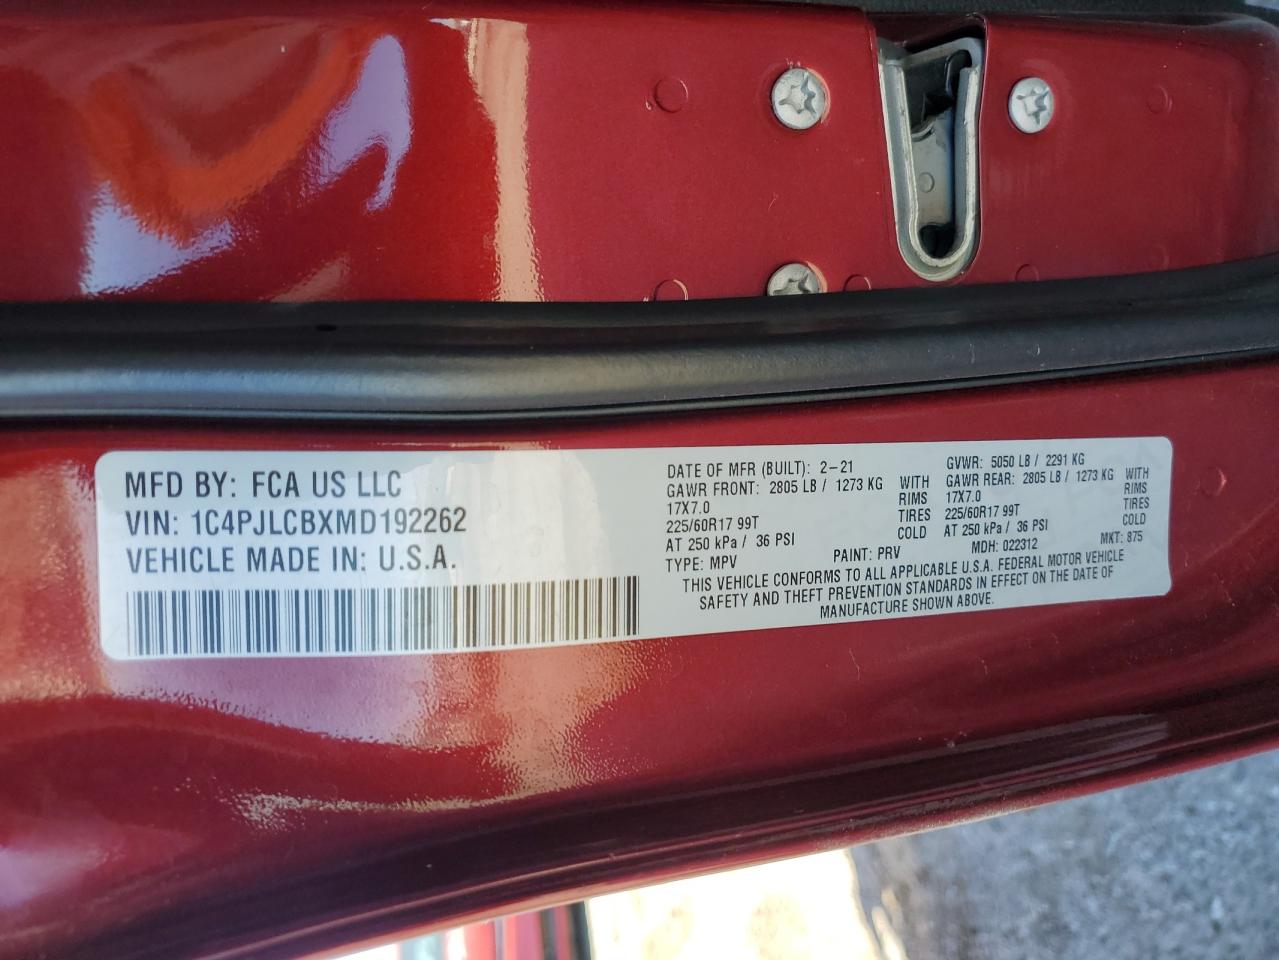 MFD BY: FCA US LLC
VIN: 1C4PJLCBXMD192262
VEHICLE MADE IN: U.S.A.
DATE OF MFR (BUILT): 2-21
GAWR FRONT: 2805 LB / 1273 KG WITH
17X7.0 RIMS
225/60R17 99T TIRES
AT 250 kPa / 36 PSI COLD
GVWR: 5050 LB / 2291 KG
GAWR REAR: 2805 LB / 1273 KG WITH
17X7.0 RIMS
225/60R17 99T TIRES
AT 250 kPa / 36 PSI COLD
TYPE: MPV PAINT: PRV MDH: 022312 MKT: 875
THIS VEHICLE CONFORMS TO ALL APPLICABLE U.S.A. FEDERAL MOTOR VEHICLE
SAFETY AND THEFT PREVENTION STANDARDS IN EFFECT ON THE DATE OF
MANUFACTURE SHOWN ABOVE.